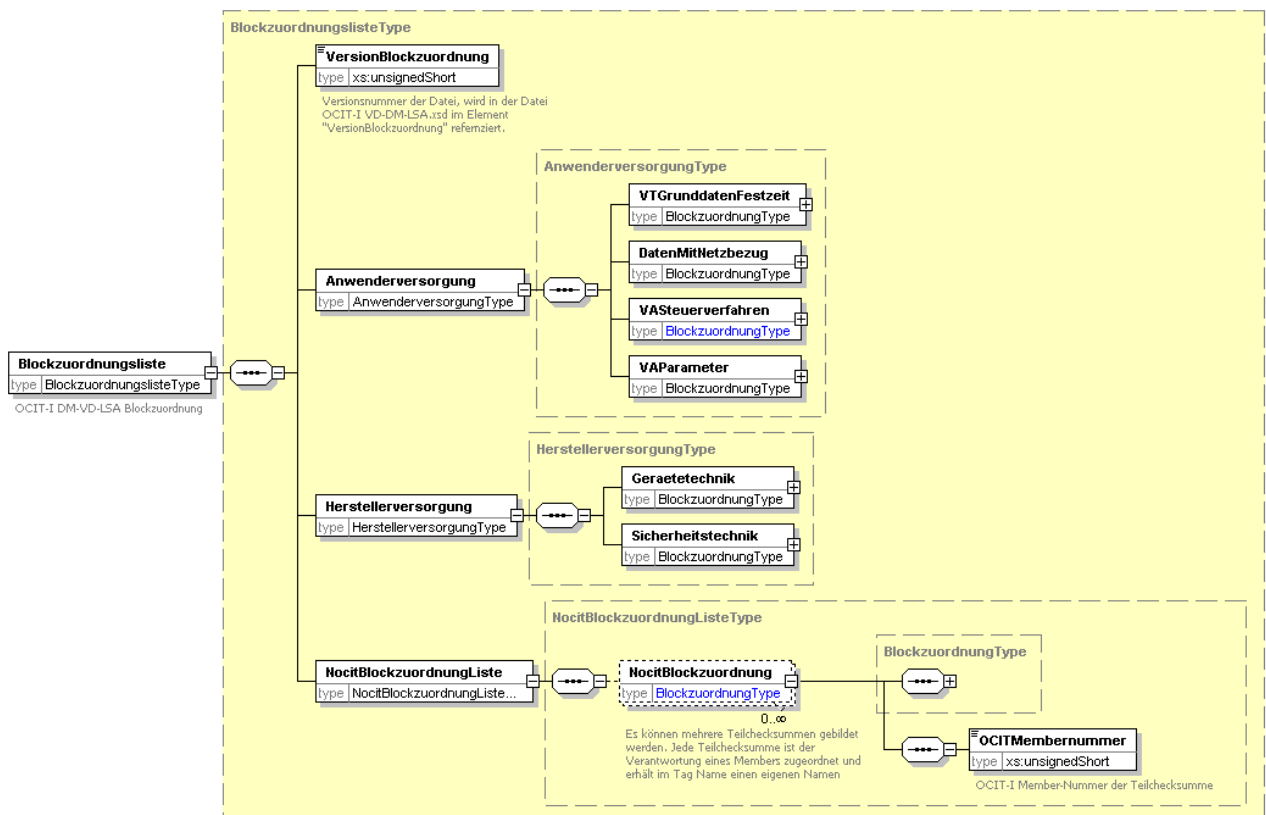 BlockzuordnungslisteType
VersionBlockzuordnung
type xs:unsignedShort
Versionsnummer der Datei, wird in der Datei
OCIT-I VD-DM-LSA.xsd im Element
"VersionBlockzuordnung" refernziert.
AnwenderversorgungType
VTGrunddatenFestzeit
type BlockzuordnungType
DatenMitNetzbezug
type BlockzuordnungType
Anwenderversorgung
type AnwenderversorgungType
VASteuerverfahren
type BlockzuordnungType
VAParameter
type BlockzuordnungType
Blockzuordnungsliste
type BlockzuordnungslisteType
OCIT-I DM-VD-LSA Blockzuordnung
HerstellerversorgungType
Geraetetechnik
type BlockzuordnungType
Herstellerversorgung
type HerstellerversorgungType
Sicherheitstechnik
type BlockzuordnungType
NocitBlockzuordnungListeType
BlockzuordnungType
NocitBlockzuordnungListe
type NocitBlockzuordnungListe...
NocitBlockzuordnung
type BlockzuordnungType
0..∞
Es können mehrere Teilchecksummen gebildet
werden. Jede Teilchecksumme ist der
Verantwortung eines Members zugeordnet und
erhält im Tag Name einen eigenen Namen
OCITMembernummer
type xs:unsignedShort
OCIT-I Member-Nummer der Teilchecksumme